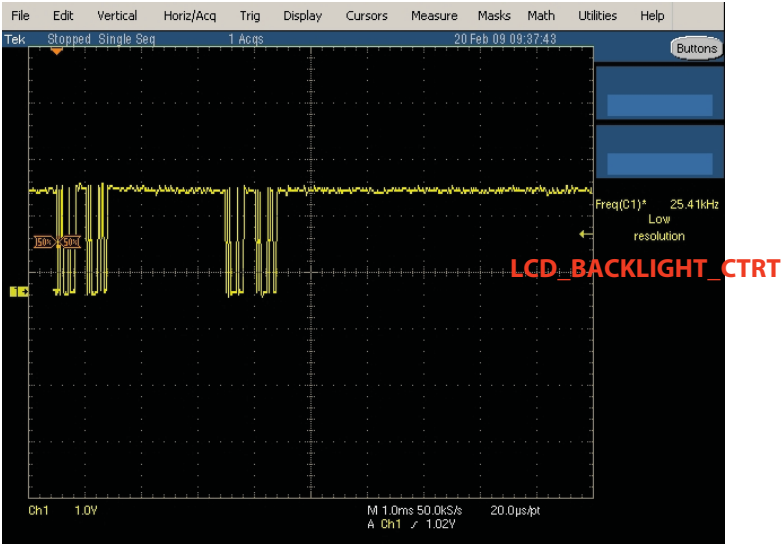 File Edit Vertical Horiz/Acq Trig Display Cursors Measure Masks Math Utilities Help
Tek Stopped Single Seq 1 Acqs 20 Feb 09 09:37:43 Buttons
Freq(C1)* 25.41kHz
Low
resolution
50% 50%
LCD_BACKLIGHT_CTRT
1
Ch1 1.0V M 1.0ms 50.0kS/s 20.0µs/pt
A Ch1 / 1.02V